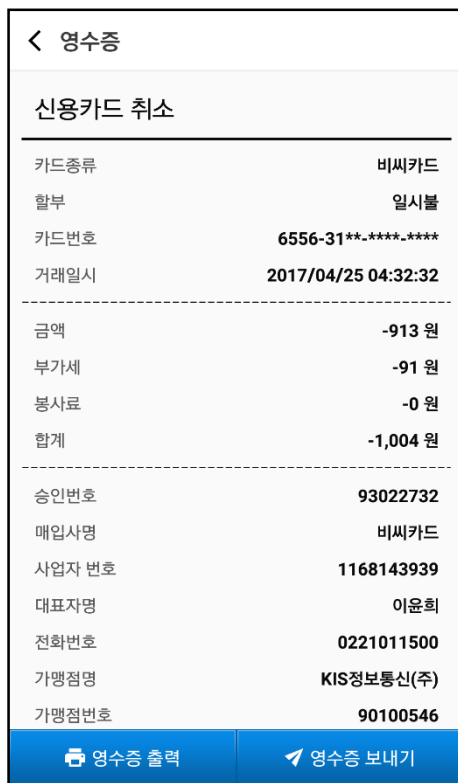 영수증
신용카드 취소
카드종류 비씨카드
할부 일시불
카드번호 6556-31**-****-****
거래일시 2017/04/25 04:32:32
금액 -913 원
부가세 -91 원
봉사료 -0 원
합계 -1,004 원
승인번호 93022732
매입사명 비씨카드
사업자 번호 1168143939
대표자명 이윤희
전화번호 0221011500
가맹점명 KIS정보통신(주)
가맹점번호 90100546
영수증 출력 영수증 보내기